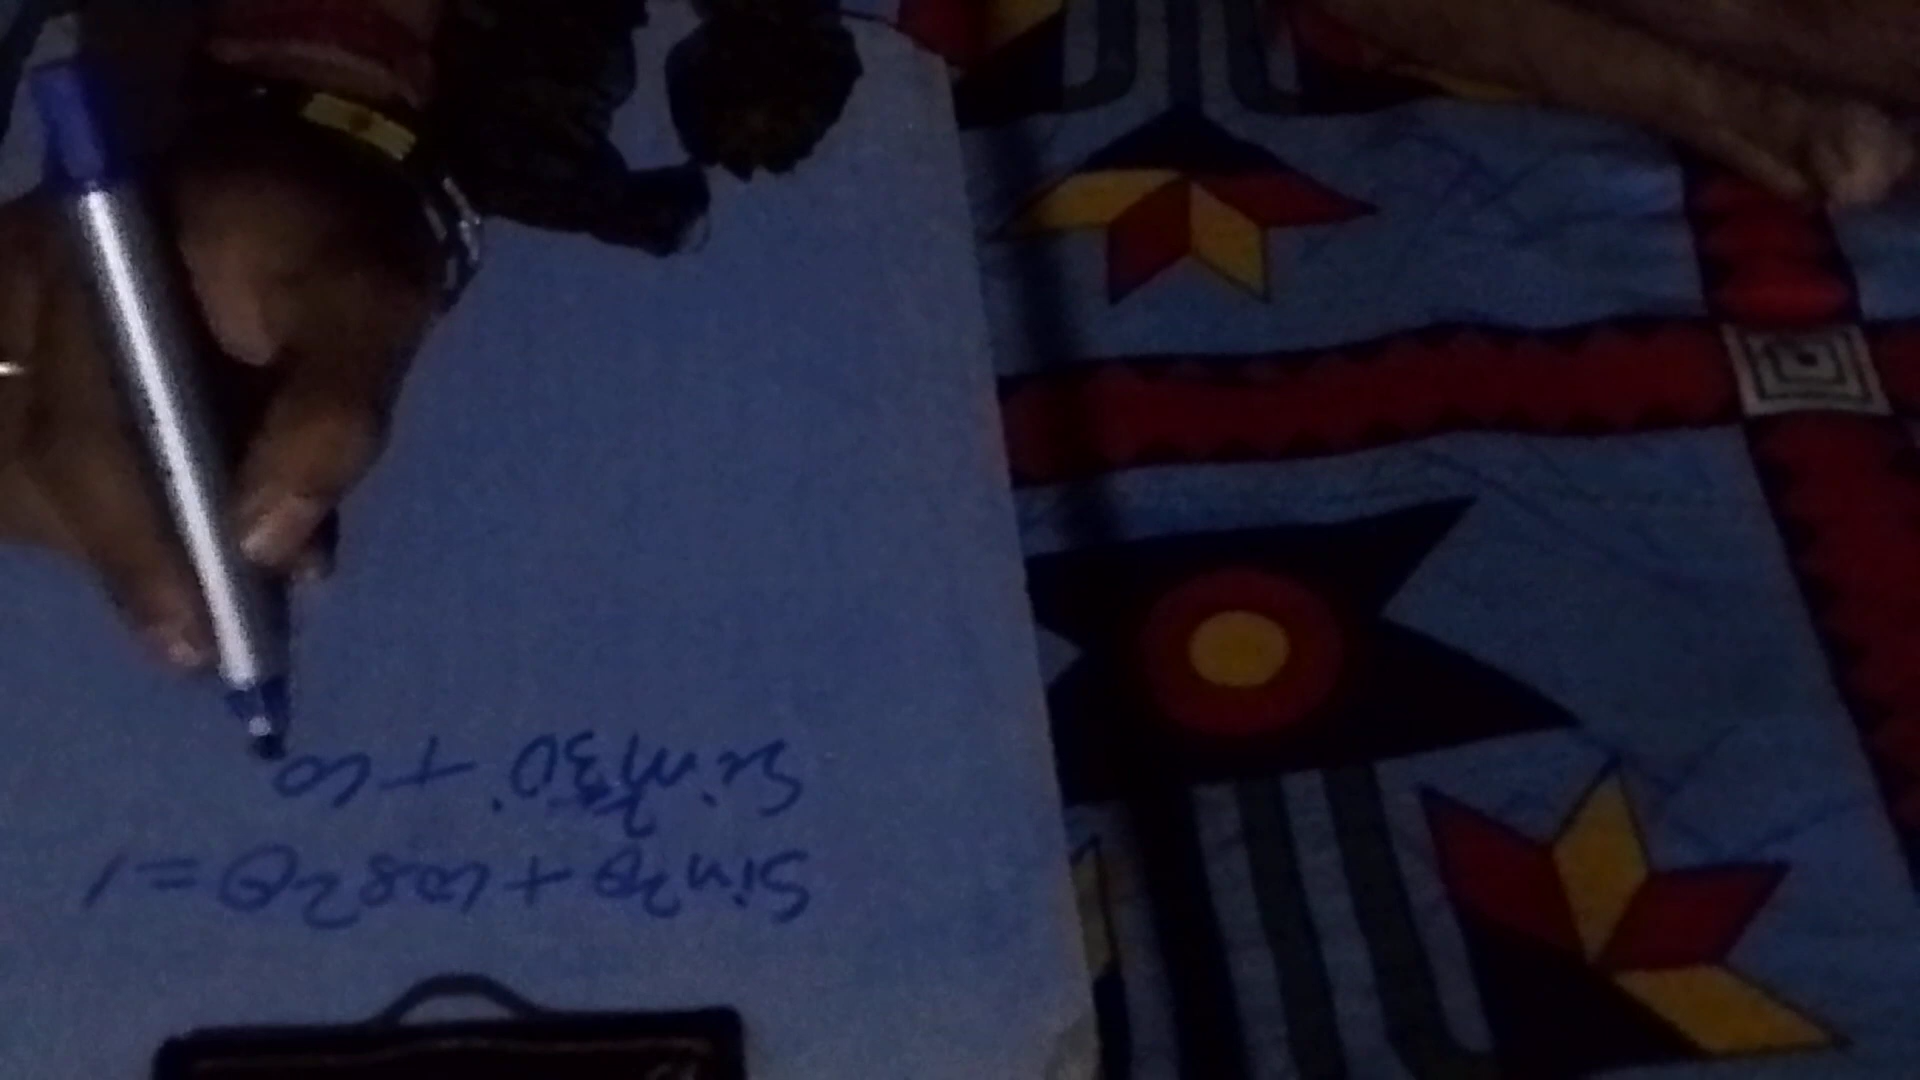 Sin²θ + cos²θ = 1
Sin²30° + co